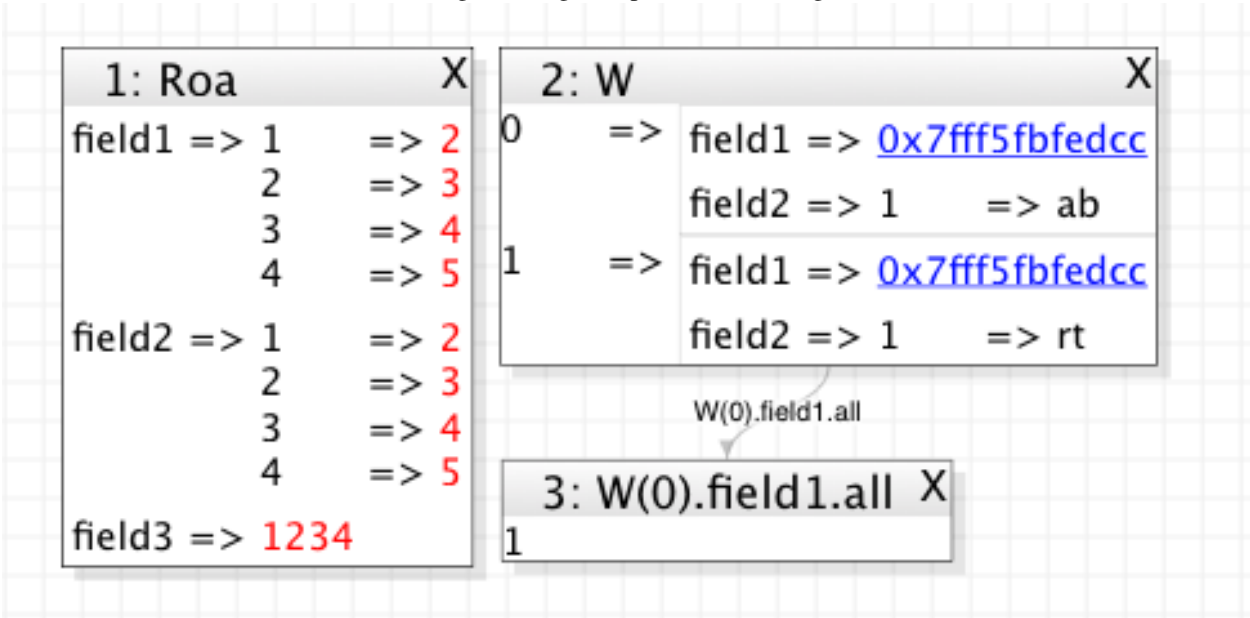 1: Roa X
field1 => 1 => 2
2 => 3
3 => 4
4 => 5
field2 => 1 => 2
2 => 3
3 => 4
4 => 5
field3 => 1234
2: W X
0 => field1 => 0x7fff5fbfedcc
field2 => 1 => ab
1 => field1 => 0x7fff5fbfedcc
field2 => 1 => rt
W(0).field1.all
3: W(0).field1.all X
1